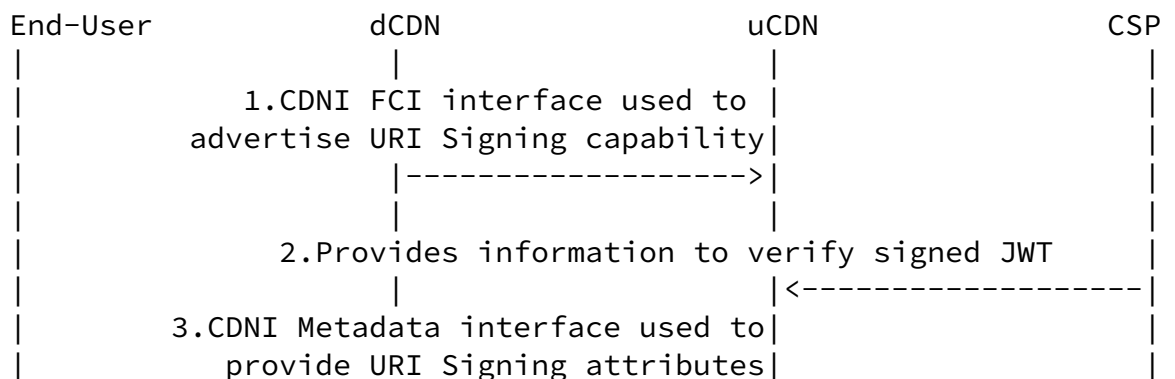 End-User dCDN uCDN CSP
| | | |
| 1.CDNI FCI interface used to | |
| advertise URI Signing capability| |
| |------------------->| |
| | | |
| 2.Provides information to verify signed JWT |
| | |<-------------------|
| 3.CDNI Metadata interface used to| |
| provide URI Signing attributes| |